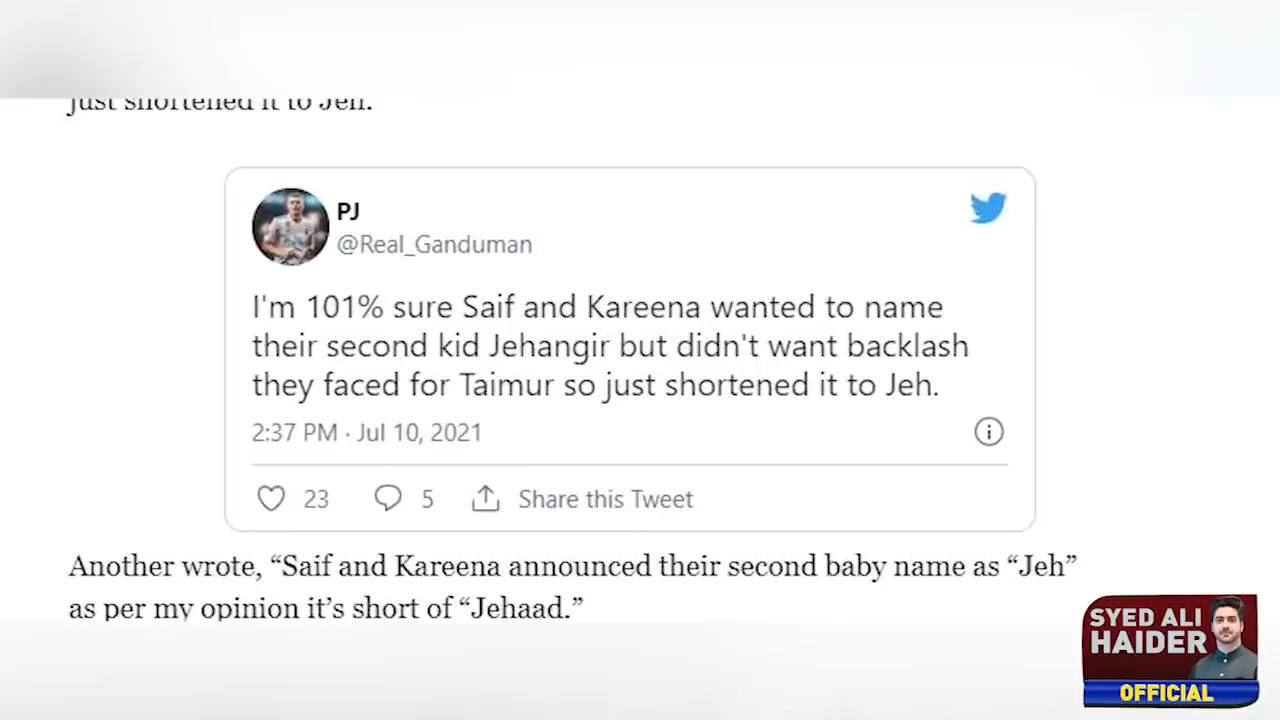 just shortened it to Jeh.
PJ
@Real_Ganduman
I'm 101% sure Saif and Kareena wanted to name
their second kid Jehangir but didn't want backlash
they faced for Taimur so just shortened it to Jeh.
2:37 PM · Jul 10, 2021
23 5 Share this Tweet
Another wrote, “Saif and Kareena announced their second baby name as “Jeh”
as per my opinion it’s short of “Jehaad.”
SYED ALI
HAIDER
OFFICIAL